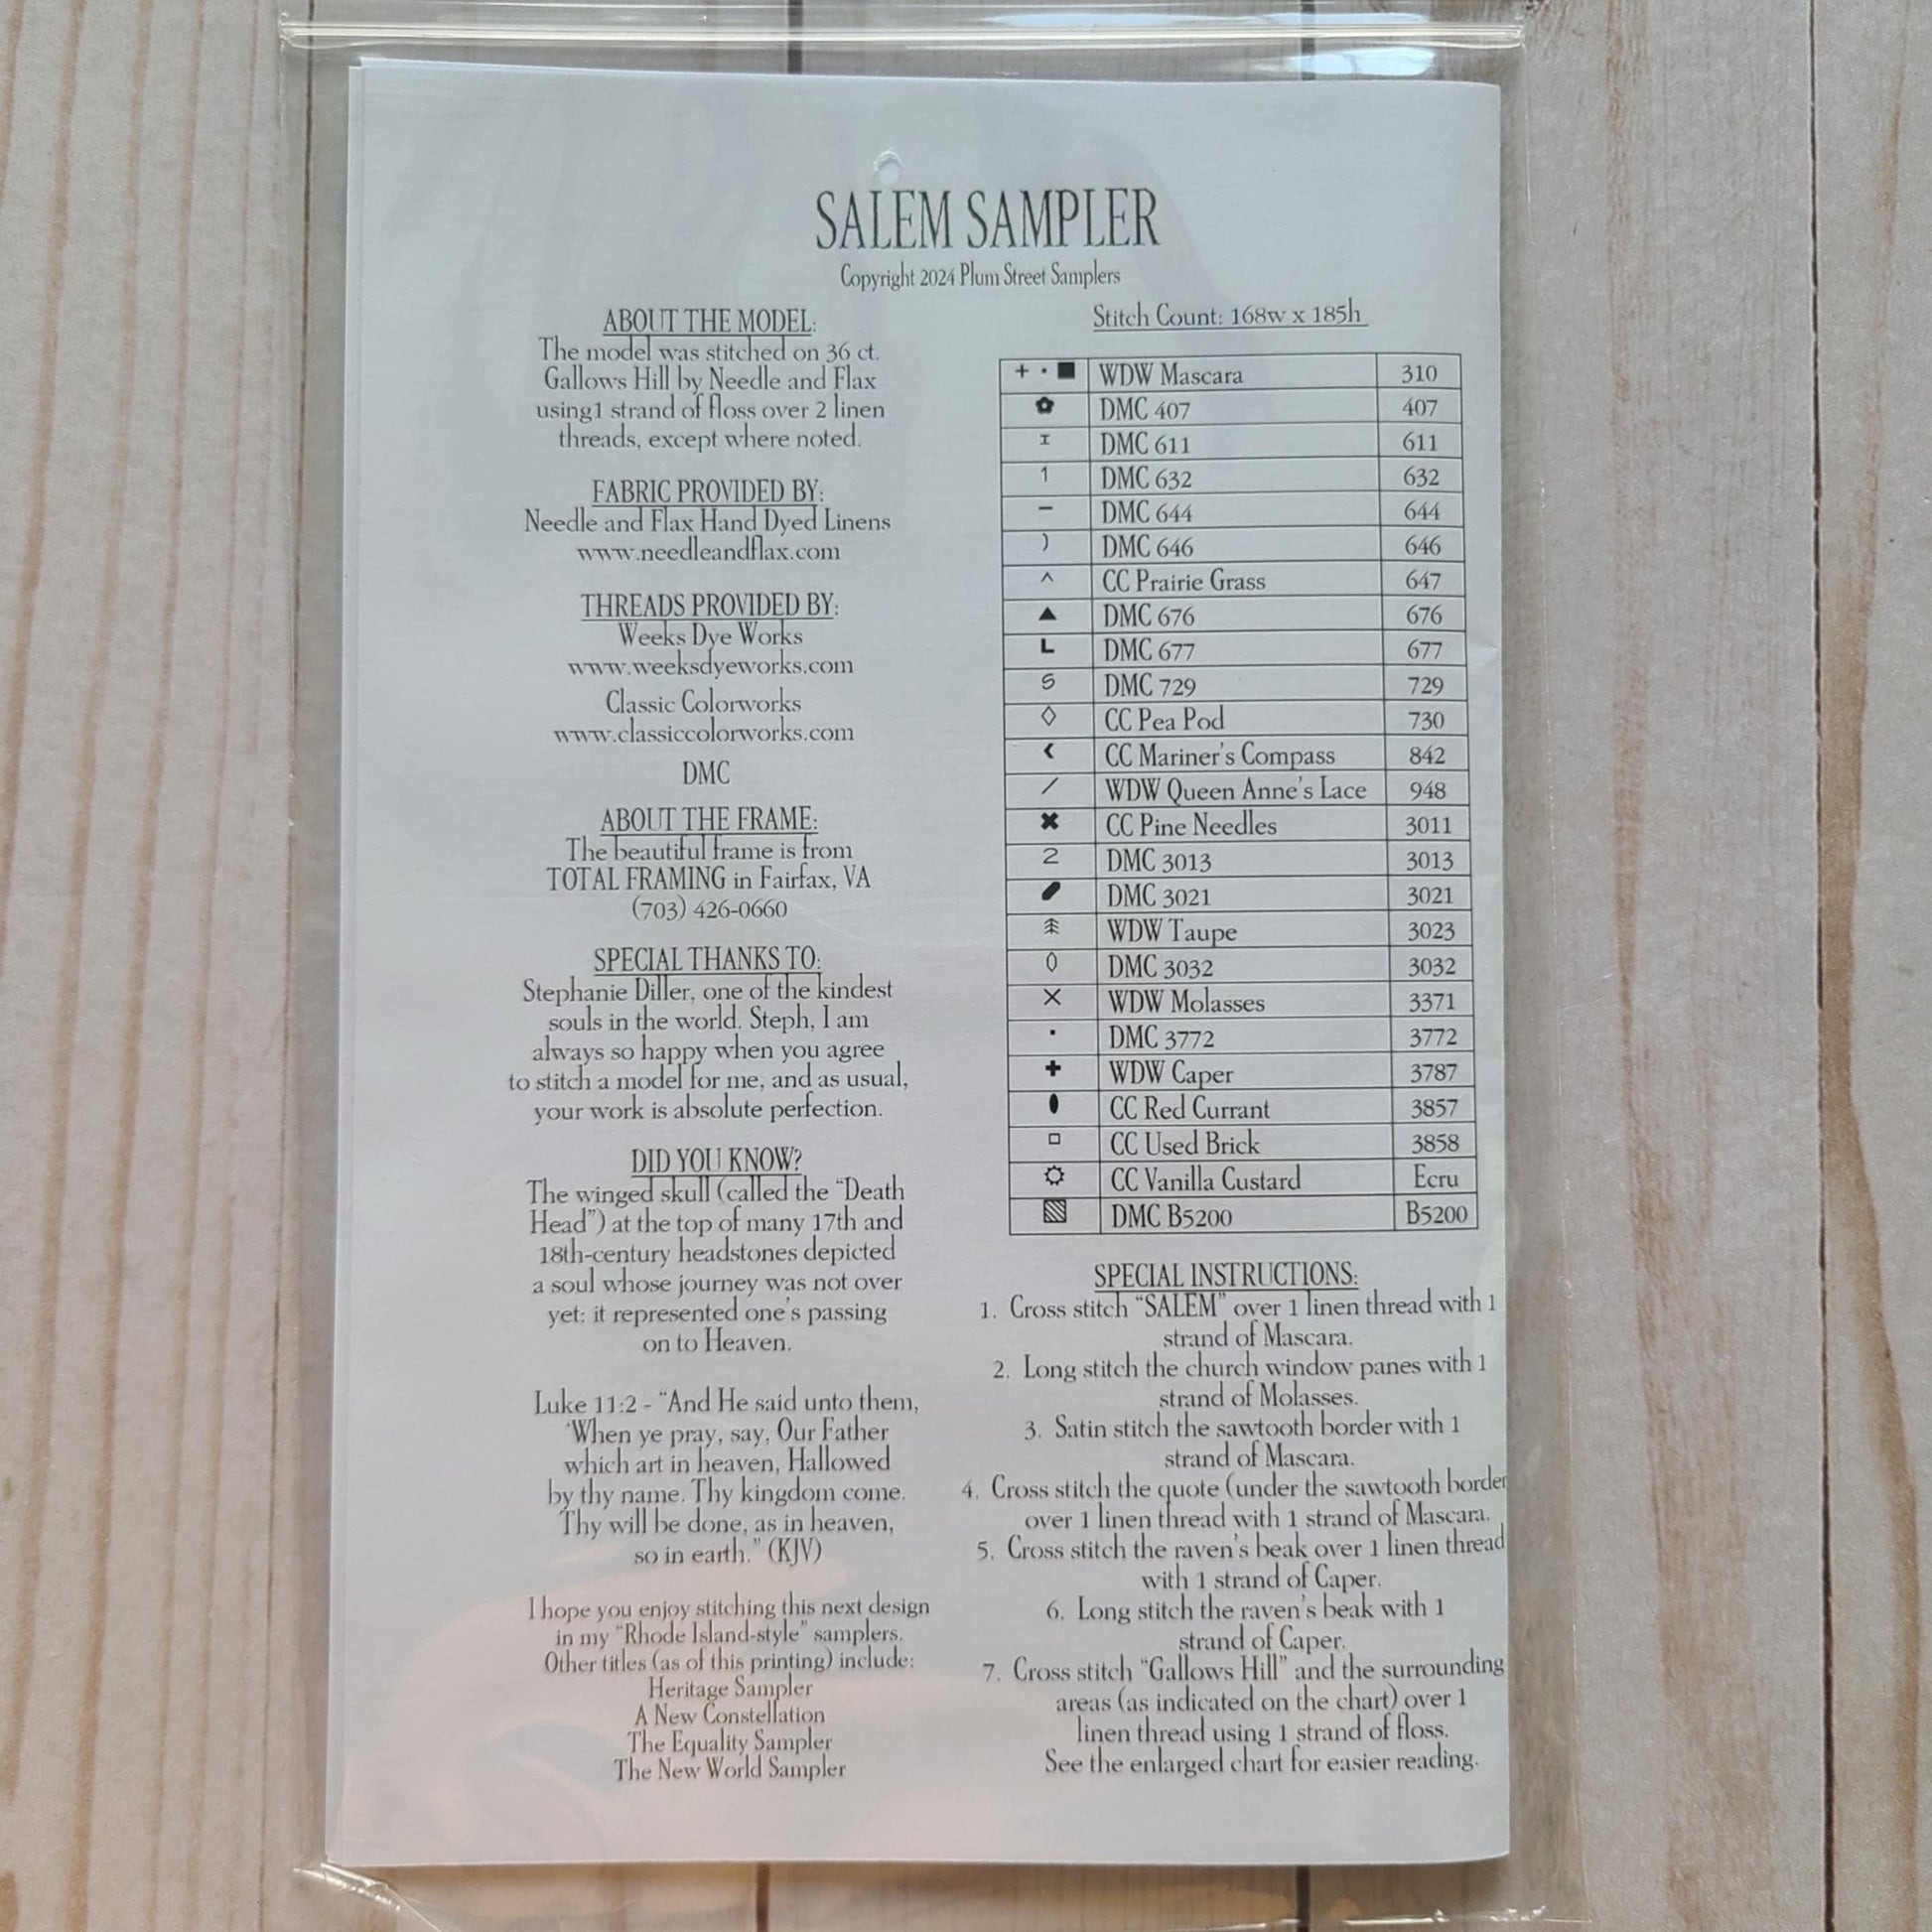 SALEM SAMPLER
Copyright 2024 Plum Street Samplers
ABOUT THE MODEL:
The model was stitched on 36 ct.
Gallows Hill by Needle and Flax
using1 strand of floss over 2 linen
threads, except where noted.
FABRIC PROVIDED BY:
Needle and Flax Hand Dyed Linens
www.needleandflax.com
THREADS PROVIDED BY:
Weeks Dye Works
www.weeksdyeworks.com
Classic Colorworks
www.classiccolorworks.com
DMC
ABOUT THE FRAME:
The beautiful frame is from
TOTAL FRAMING in Fairfax, VA
(703) 426-0660
SPECIAL THANKS TO:
Stephanie Diller, one of the kindest
souls in the world. Steph, I am
always so happy when you agree
to stitch a model for me, and as usual,
your work is absolute perfection.
DID YOU KNOW?
The winged skull (called the “Death
Head”) at the top of many 17th and
18th-century headstones depicted
a soul whose journey was not over
yet: it represented one's passing
on to Heaven.
Luke 11:2 - “And He said unto them,
‘When ye pray, say, Our Father
which art in heaven, Hallowed
by thy name. Thy kingdom come.
Thy will be done, as in heaven,
so in earth.” (KJV)
I hope you enjoy stitching this next design
in my “Rhode Island-style” samplers.
Other titles (as of this printing) include:
Heritage Sampler
A New Constellation
The Equality Sampler
The New World Sampler
Stitch Count: 168w x 185h
+ · ■ WDW Mascara 310
✿ DMC 407 407
I DMC 611 611
1 DMC 632 632
– DMC 644 644
) DMC 646 646
^ CC Prairie Grass 647
▲ DMC 676 676
L DMC 677 677
S DMC 729 729
◇ CC Pea Pod 730
‹ CC Mariner's Compass 842
/ WDW Queen Anne's Lace 948
✖ CC Pine Needles 3011
2 DMC 3013 3013
DMC 3021 3021
WDW Taupe 3023
◊ DMC 3032 3032
× WDW Molasses 3371
· DMC 3772 3772
✚ WDW Caper 3787
⬮ CC Red Currant 3857
□ CC Used Brick 3858
CC Vanilla Custard Ecru
▧ DMC B5200 B5200
SPECIAL INSTRUCTIONS:
1. Cross stitch “SALEM” over 1 linen thread with 1
strand of Mascara.
2. Long stitch the church window panes with 1
strand of Molasses.
3. Satin stitch the sawtooth border with 1
strand of Mascara.
4. Cross stitch the quote (under the sawtooth border
over 1 linen thread with 1 strand of Mascara.
5. Cross stitch the raven's beak over 1 linen thread
with 1 strand of Caper.
6. Long stitch the raven's beak with 1
strand of Caper.
7. Cross stitch “Gallows Hill” and the surrounding
areas (as indicated on the chart) over 1
linen thread using 1 strand of floss.
See the enlarged chart for easier reading.